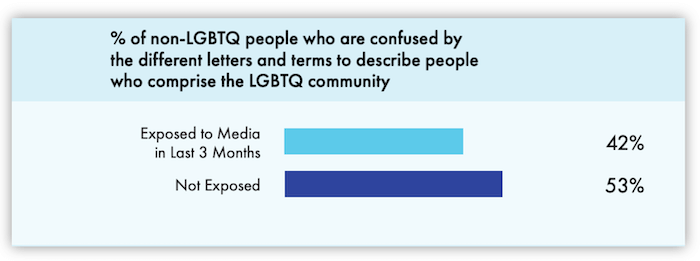 % of non-LGBTQ people who are confused by
the different letters and terms to describe people
who comprise the LGBTQ community
Exposed to Media
in Last 3 Months
42%
Not Exposed
53%